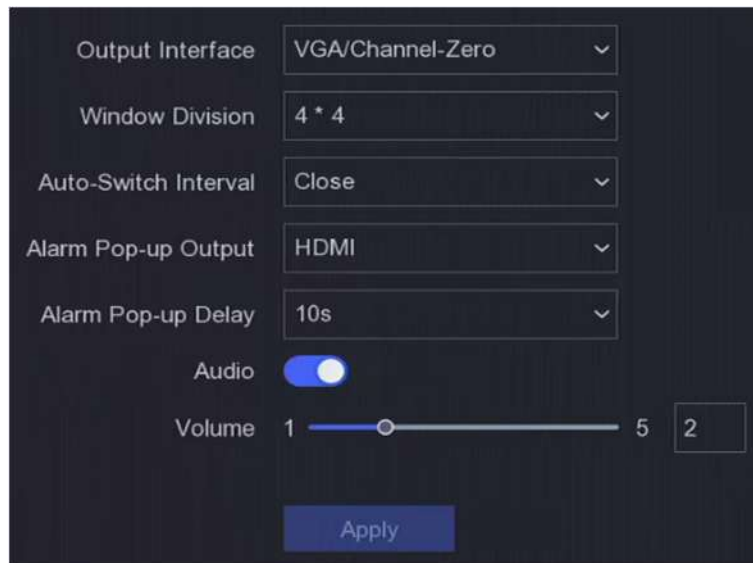 Output Interface VGA/Channel-Zero
Window Division 4 * 4
Auto-Switch Interval Close
Alarm Pop-up Output HDMI
Alarm Pop-up Delay 10s
Audio
Volume 1 5 2
Apply